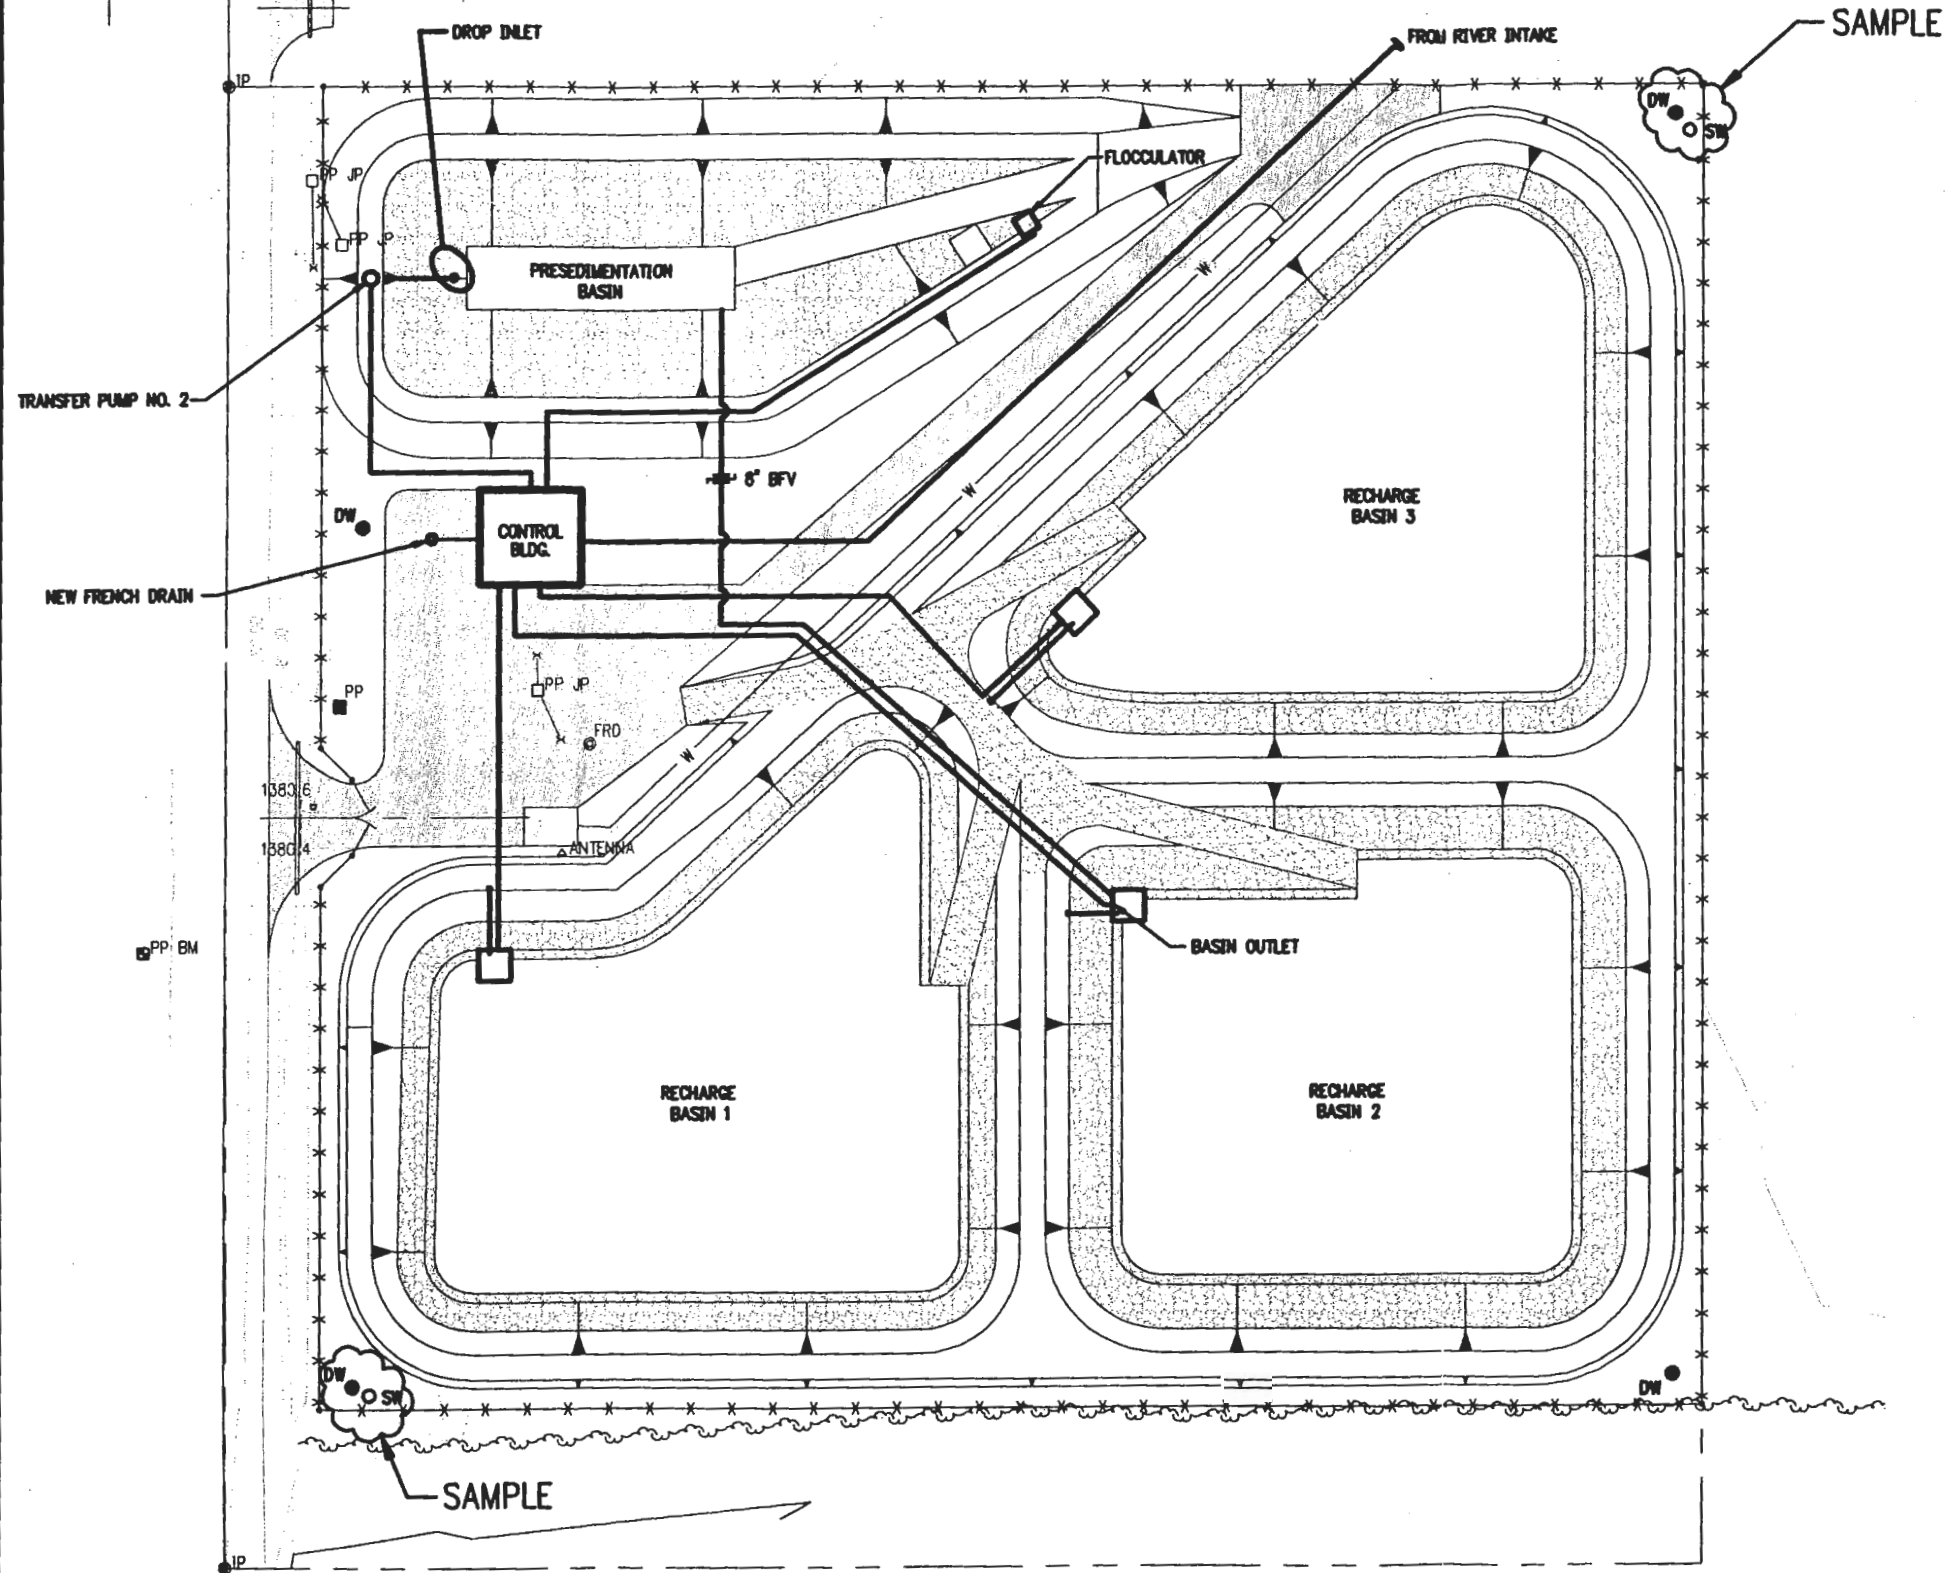 SAMPLE
DROP INLET
FROM RIVER INTAKE
IP
DW
SW
FLOCCULATOR
PP JP
PP JP
PRESEDIMENTATION
BASIN
W
TRANSFER PUMP NO. 2
8" BFV
W
RECHARGE
BASIN 3
DW
CONTROL
BLDG.
NEW FRENCH DRAIN
PP JP
PP
FRD
W
1380.6
1380.4
ANTENNA
PP BM
BASIN OUTLET
RECHARGE
BASIN 1
RECHARGE
BASIN 2
DW
SW
DW
SAMPLE
IP